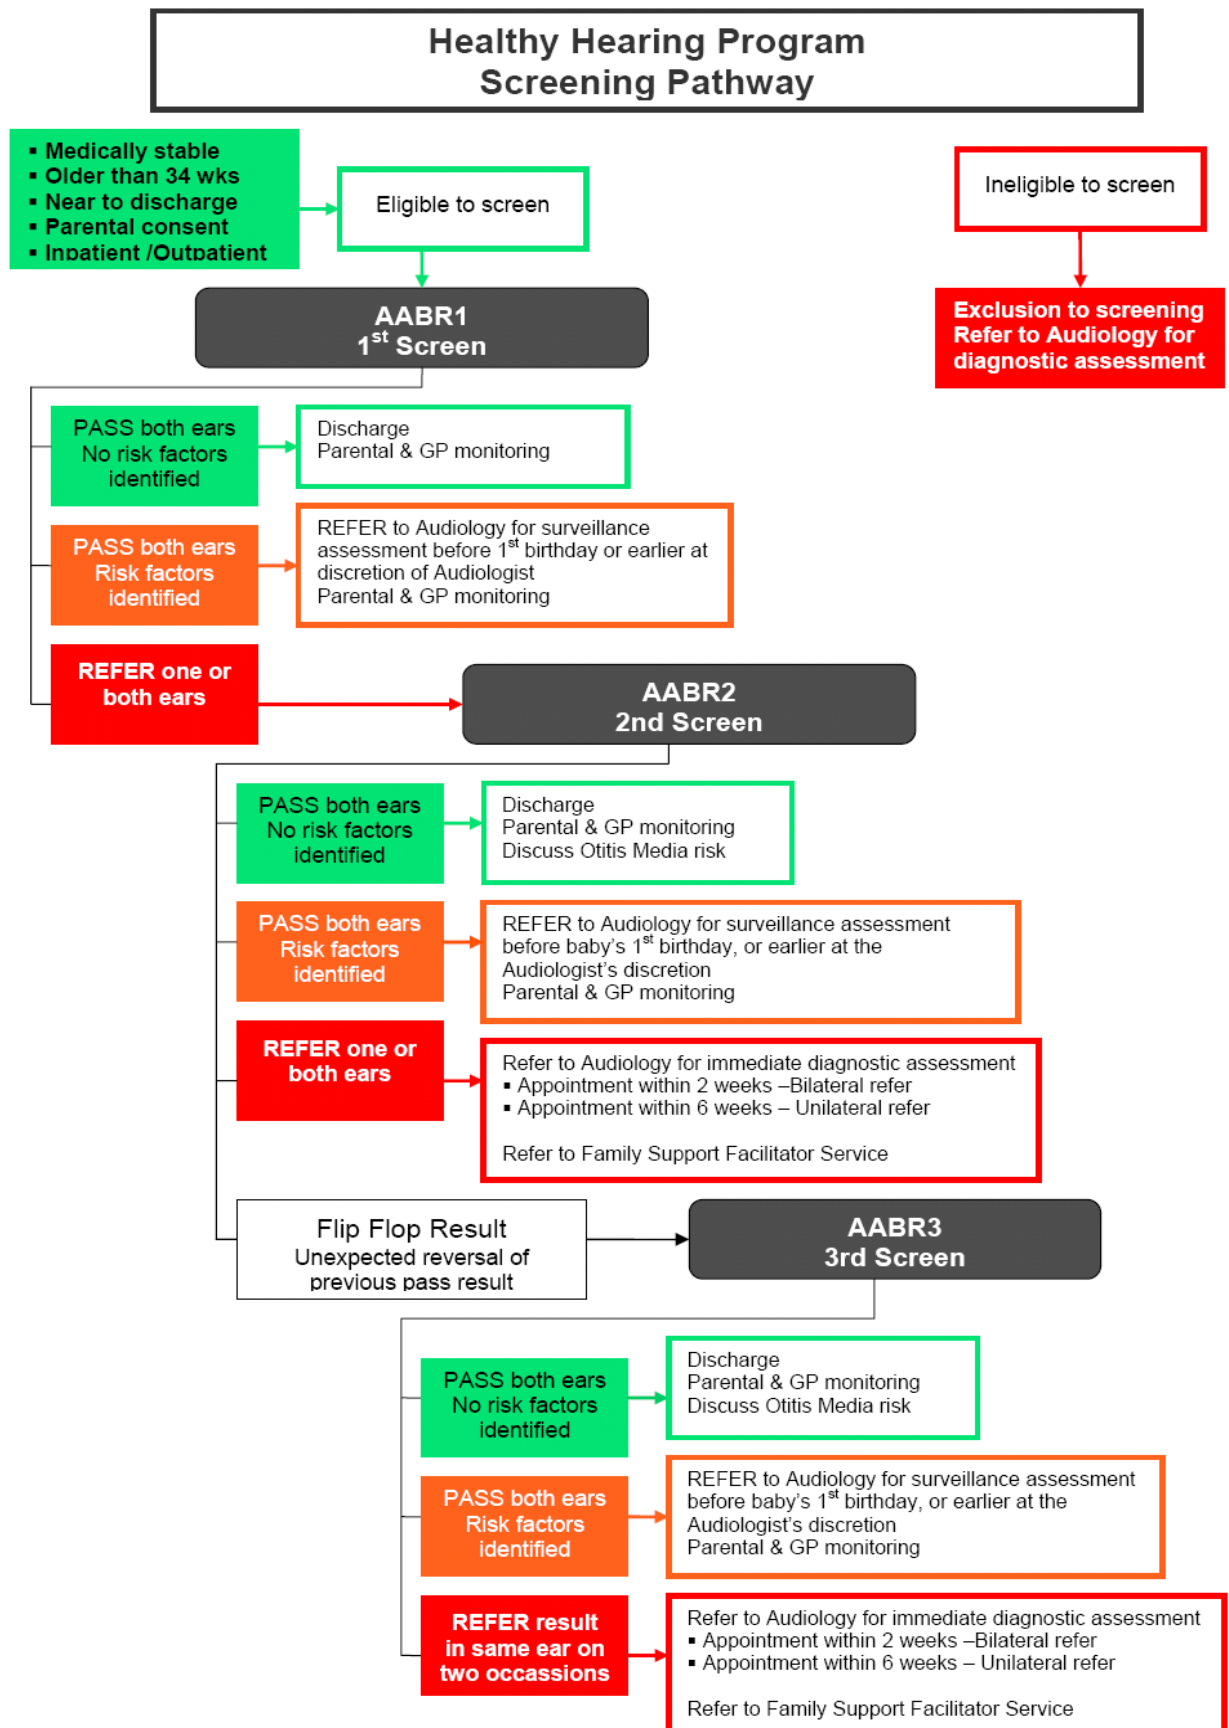 Healthy Hearing Program
Screening Pathway
▪ Medically stable
▪ Older than 34 wks
▪ Near to discharge
▪ Parental consent
▪ Inpatient /Outpatient
Eligible to screen
Ineligible to screen
Exclusion to screening
Refer to Audiology for
diagnostic assessment
AABR1
1st Screen
PASS both ears
No risk factors
identified
Discharge
Parental & GP monitoring
PASS both ears
Risk factors
identified
REFER to Audiology for surveillance
assessment before 1st birthday or earlier at
discretion of Audiologist
Parental & GP monitoring
REFER one or
both ears
AABR2
2nd Screen
PASS both ears
No risk factors
identified
Discharge
Parental & GP monitoring
Discuss Otitis Media risk
PASS both ears
Risk factors
identified
REFER to Audiology for surveillance assessment
before baby's 1st birthday, or earlier at the
Audiologist's discretion
Parental & GP monitoring
REFER one or
both ears
Refer to Audiology for immediate diagnostic assessment
▪ Appointment within 2 weeks –Bilateral refer
▪ Appointment within 6 weeks – Unilateral refer
Refer to Family Support Facilitator Service
Flip Flop Result
Unexpected reversal of
previous pass result
AABR3
3rd Screen
PASS both ears
No risk factors
identified
Discharge
Parental & GP monitoring
Discuss Otitis Media risk
PASS both ears
Risk factors
identified
REFER to Audiology for surveillance assessment
before baby's 1st birthday, or earlier at the
Audiologist's discretion
Parental & GP monitoring
REFER result
in same ear on
two occassions
Refer to Audiology for immediate diagnostic assessment
▪ Appointment within 2 weeks –Bilateral refer
▪ Appointment within 6 weeks – Unilateral refer
Refer to Family Support Facilitator Service